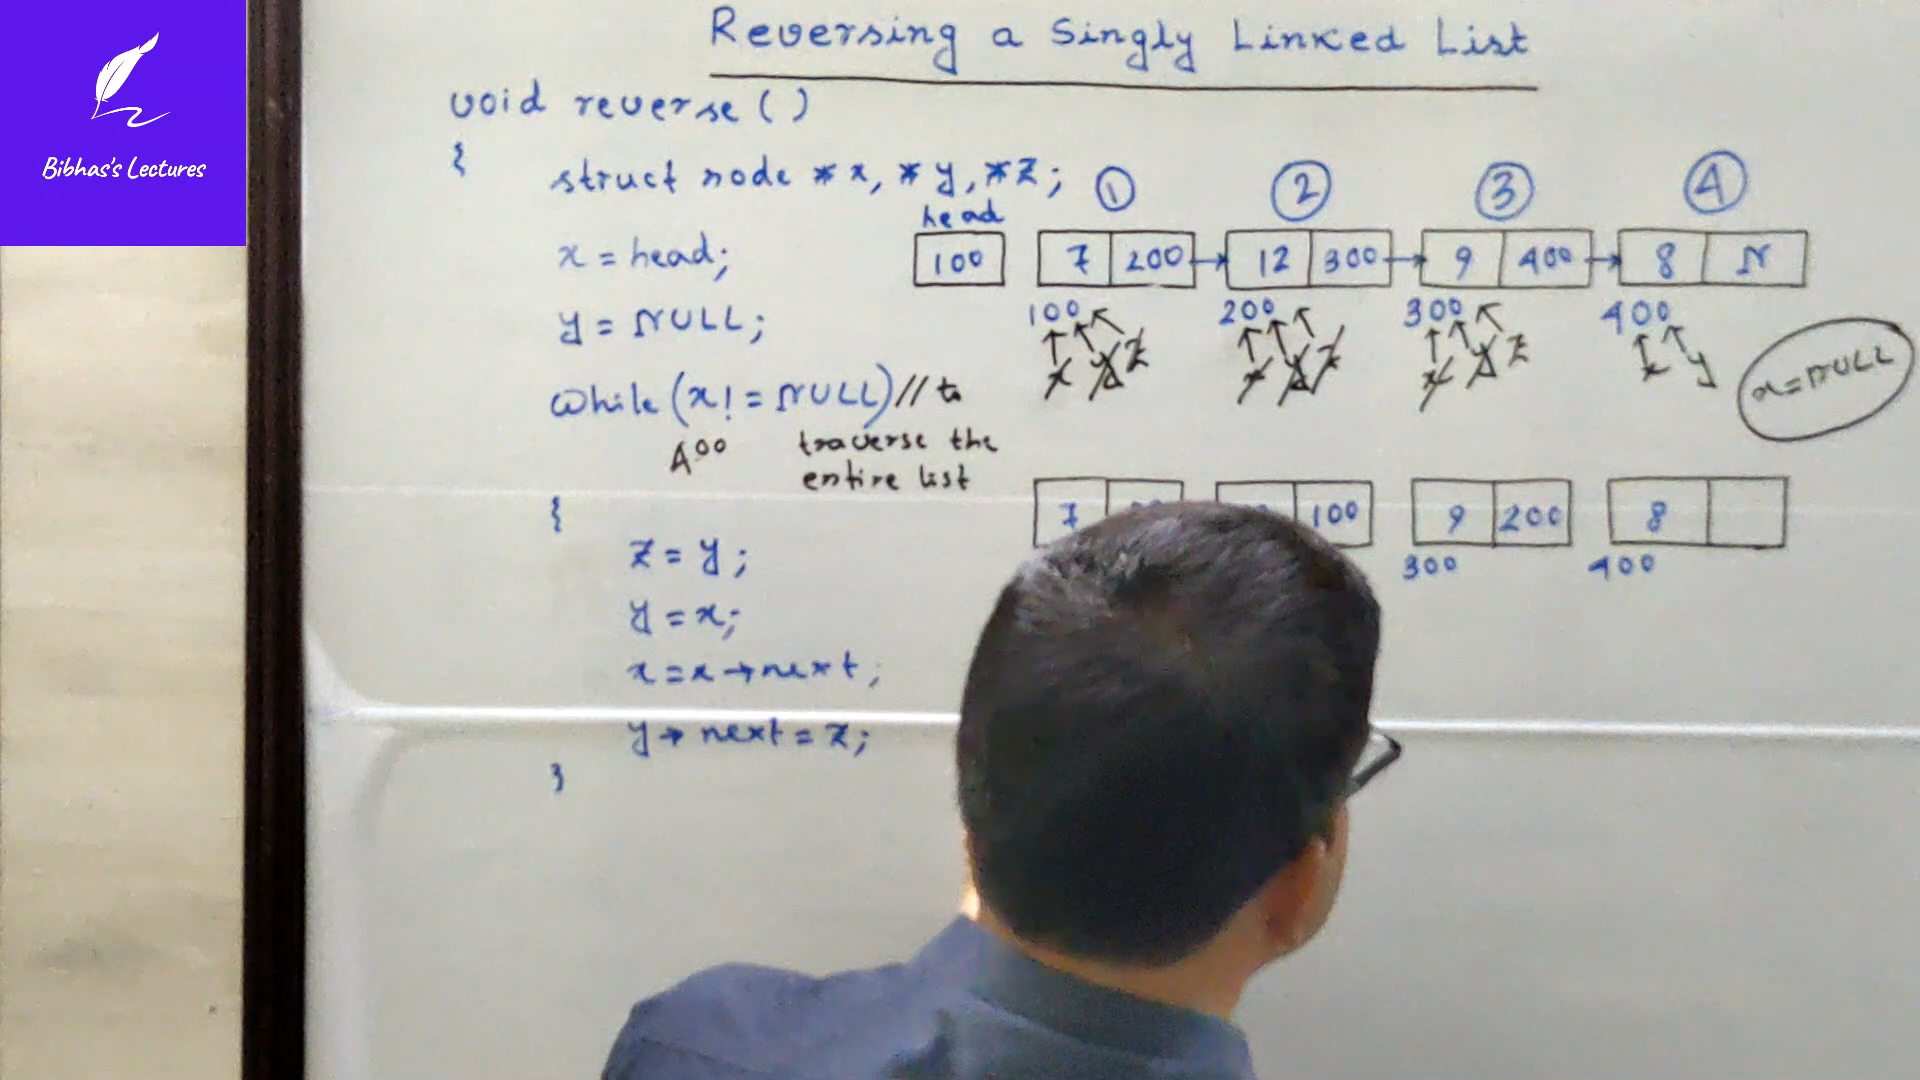 Bibhas's Lectures
Reversing a Singly Linked List
void reverse ( )
{
struct node * x, * y, * z ;
x = head;
y = NULL;
while (x! = NULL) // to
traverse the
entire list
400
{
z = y ;
y = x;
x = x → next ;
y → next = z;
}
1 2 3 4
head
100 7 200 12 300 9 400 8 N
100 200 300 400
x y z x y z x y z x y
x = NULL
7 100 9 200 8
300 400